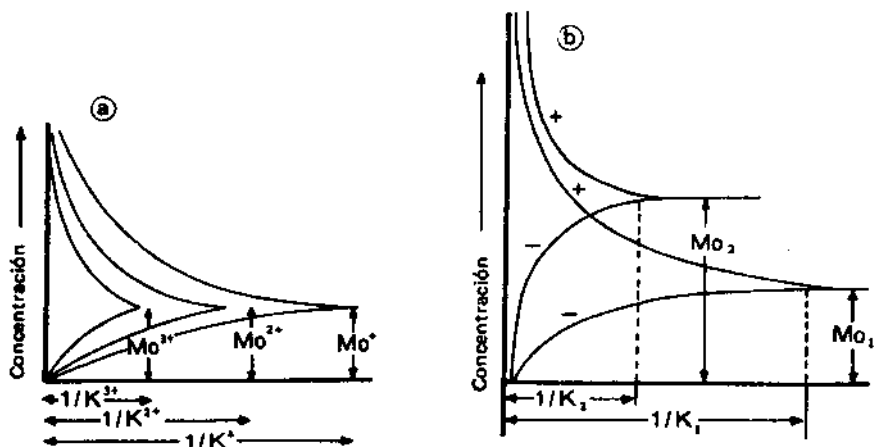 a
Concentración
Mo³⁺
Mo²⁺
Mo⁺
1/K³⁺
1/K²⁺
1/K⁺
b
Concentración
+
+
−
−
Mo₂
Mo₁
1/K₂
1/K₁